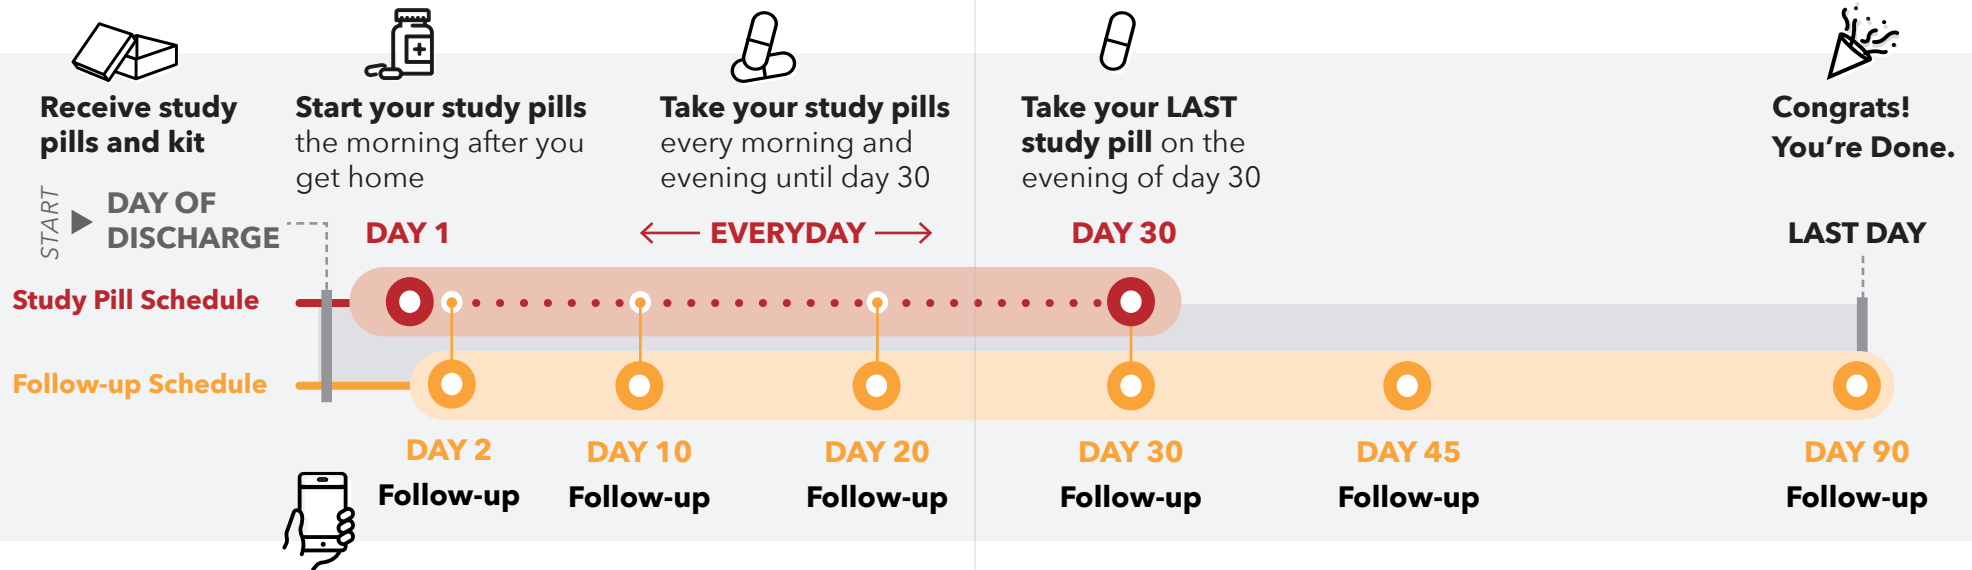 Receive study
pills and kit
Start your study pills
the morning after you
get home
Take your study pills
every morning and
evening until day 30
Take your LAST
study pill on the
evening of day 30
Congrats!
You’re Done.
START
DAY OF
DISCHARGE
DAY 1
EVERYDAY
DAY 30
LAST DAY
Study Pill Schedule
Follow-up Schedule
DAY 2
Follow-up
DAY 10
Follow-up
DAY 20
Follow-up
DAY 30
Follow-up
DAY 45
Follow-up
DAY 90
Follow-up